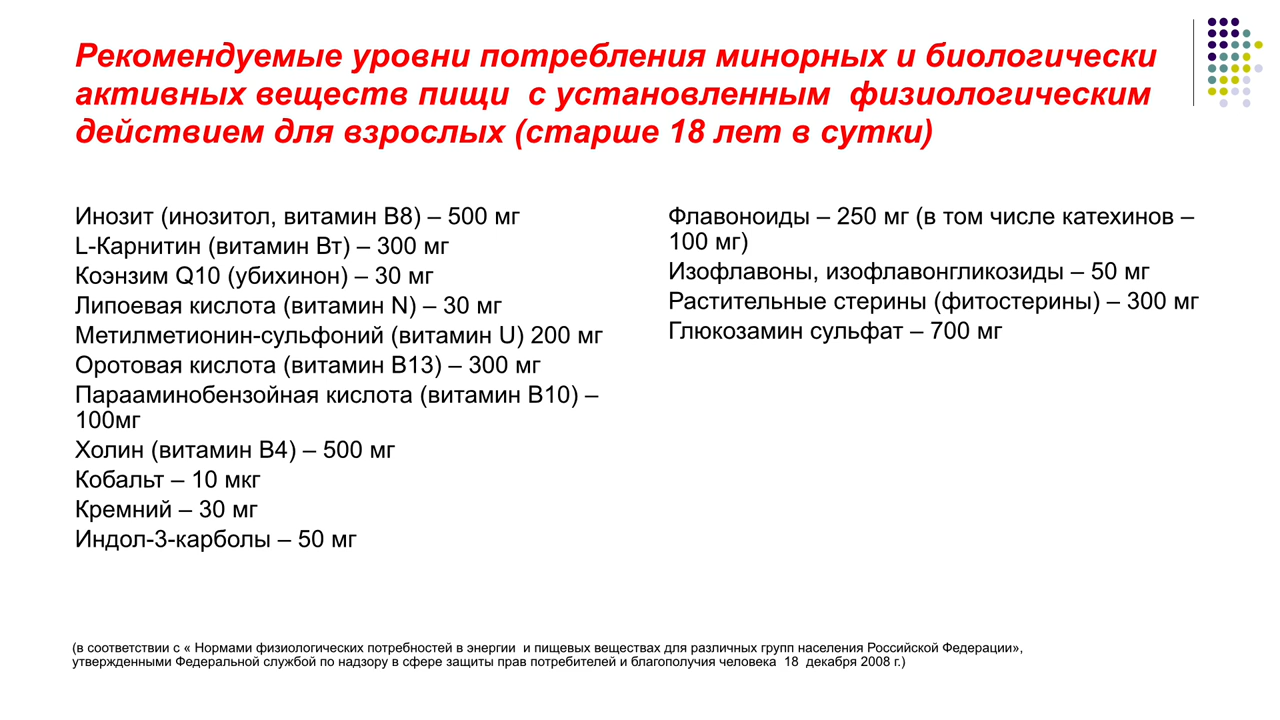 Рекомендуемые уровни потребления минорных и биологически
активных веществ пищи с установленным физиологическим
действием для взрослых (старше 18 лет в сутки)
Инозит (инозитол, витамин В8) – 500 мг
L-Карнитин (витамин Вт) – 300 мг
Коэнзим Q10 (убихинон) – 30 мг
Липоевая кислота (витамин N) – 30 мг
Метилметионин-сульфоний (витамин U) 200 мг
Оротовая кислота (витамин В13) – 300 мг
Парааминобензойная кислота (витамин В10) –
100мг
Холин (витамин В4) – 500 мг
Кобальт – 10 мкг
Кремний – 30 мг
Индол-3-карболы – 50 мг
Флавоноиды – 250 мг (в том числе катехинов –
100 мг)
Изофлавоны, изофлавонгликозиды – 50 мг
Растительные стерины (фитостерины) – 300 мг
Глюкозамин сульфат – 700 мг
(в соответствии с « Нормами физиологических потребностей в энергии и пищевых веществах для различных групп населения Российской Федерации»,
утвержденными Федеральной службой по надзору в сфере защиты прав потребителей и благополучия человека 18 декабря 2008 г.)